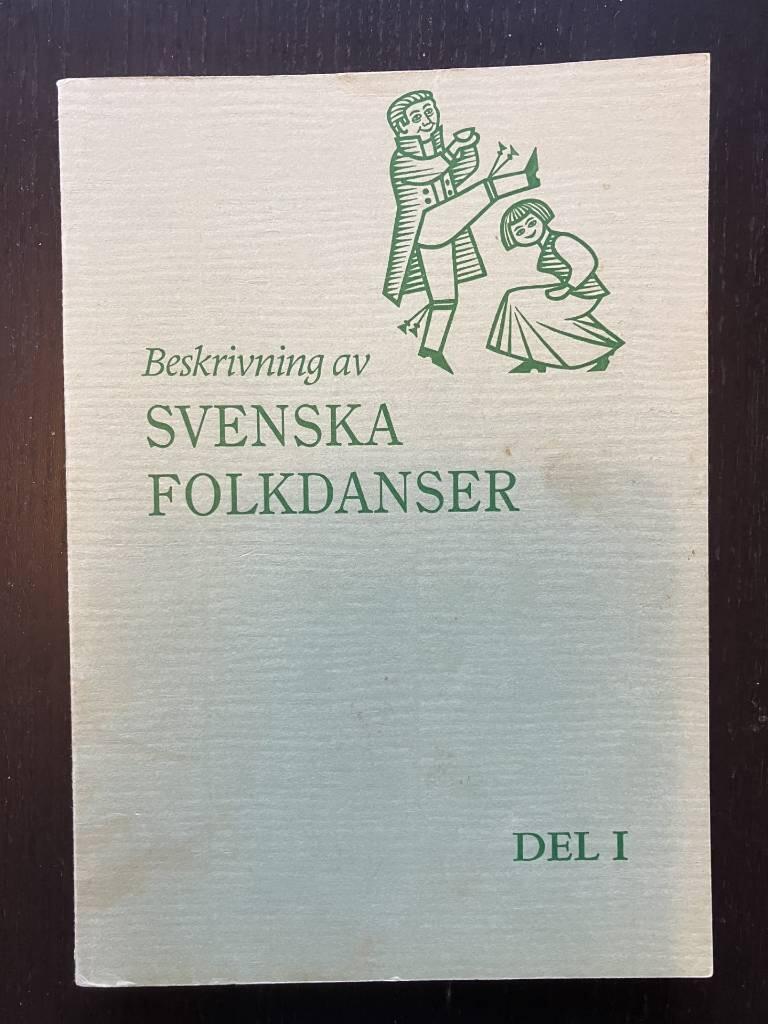 Beskrivning av
SVENSKA
FOLKDANSER
DEL I